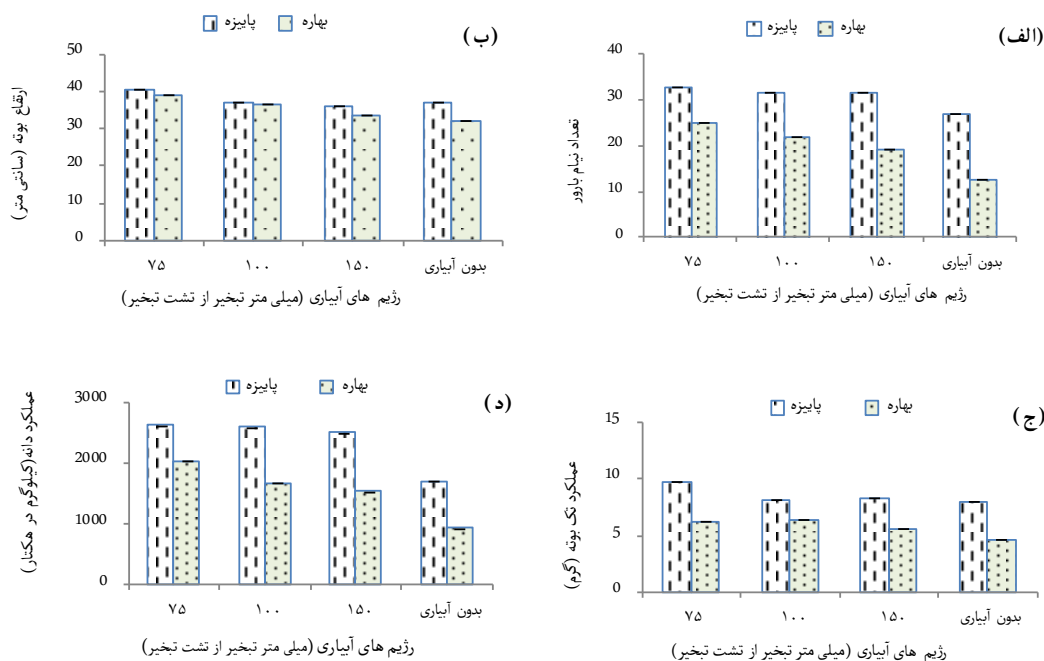 (الف)
پاییزه بهاره
تعداد نیام بارور
40
30
20
10
0
۷۵ ۱۰۰ ۱۵۰ بدون آبیاری
رژیم های آبیاری (میلی متر تبخیر از تشت تبخیر)
(ب)
پاییزه بهاره
ارتفاع بوته (سانتی متر)
50
40
30
20
10
0
۷۵ ۱۰۰ ۱۵۰ بدون آبیاری
رژیم های آبیاری (میلی متر تبخیر از تشت تبخیر)
(ج)
پاییزه بهاره
عملکرد تک بوته (گرم)
15
10
5
0
۷۵ ۱۰۰ ۱۵۰ بدون آبیاری
رژیم های آبیاری (میلی متر تبخیر از تشت تبخیر)
(د)
پاییزه بهاره
عملکرد دانه(کیلوگرم در هکتار)
3000
2000
1000
0
۷۵ ۱۰۰ ۱۵۰ بدون آبیاری
رژیم های آبیاری (میلی متر تبخیر از تشت تبخیر)